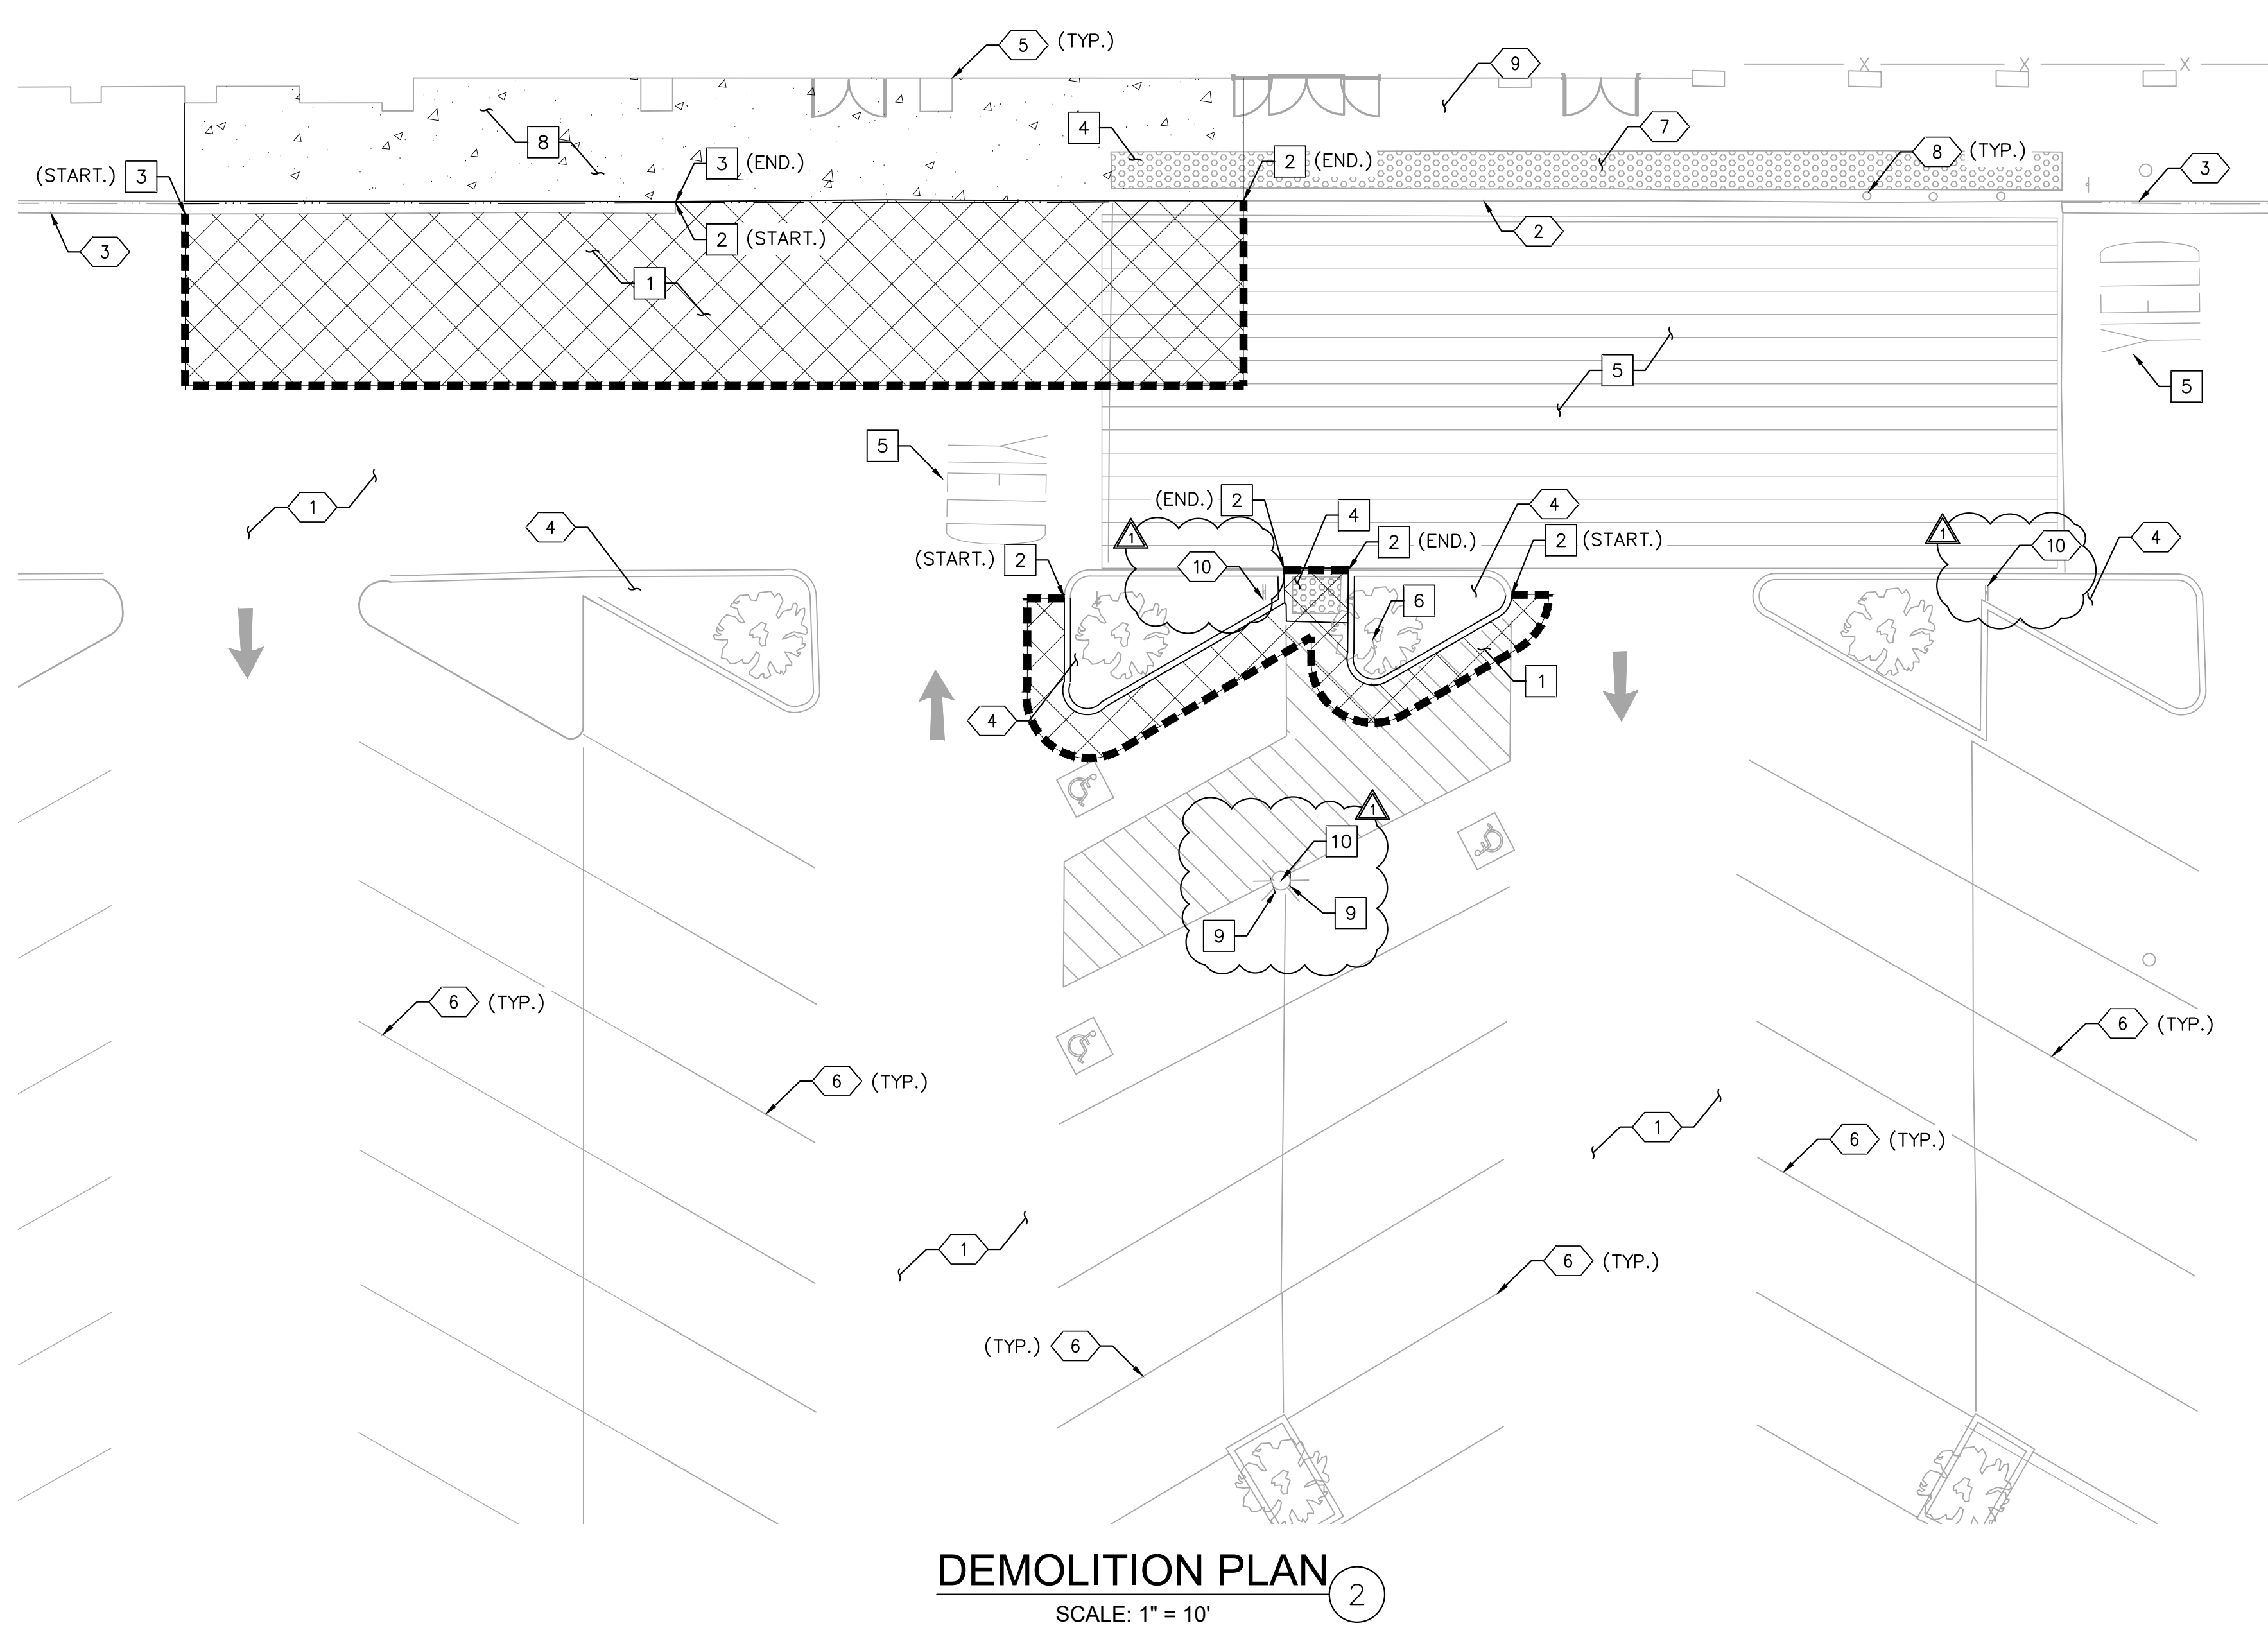 5 (TYP.)
9
4
7
8
3 (END.)
2 (END.)
8 (TYP.)
3
(START.) 3
3
2 (START.)
2
1
5
5
5
1
4
(END.) 2
4
4
1
2 (END.)
2 (START.)
1
10
4
(START.) 2
10
6
1
4
1
10
9
9
6 (TYP.)
6 (TYP.)
6 (TYP.)
1
6 (TYP.)
1
6 (TYP.)
(TYP.) 6
DEMOLITION PLAN 2
SCALE: 1" = 10'